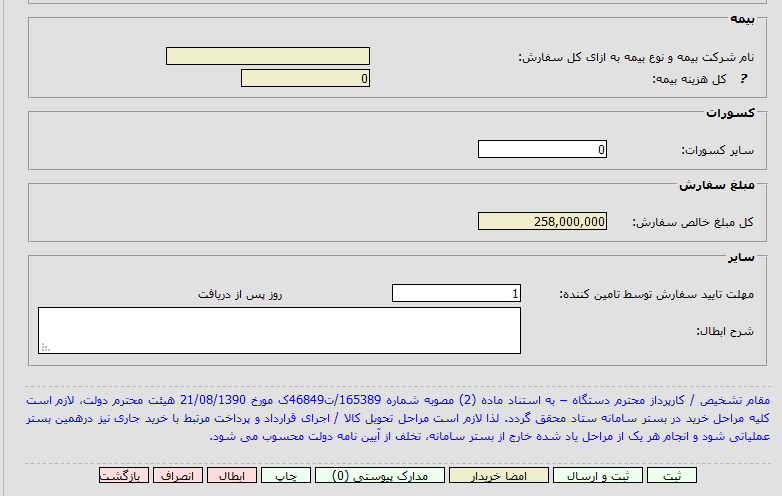 بیمه
نام شرکت بیمه و نوع بیمه به ازای کل سفارش:
? کل هزینه بیمه: 0
کسورات
سایر کسورات: 0
مبلغ سفارش
کل مبلغ خالص سفارش: 258,000,000
سایر
مهلت تایید سفارش توسط تامین کننده: 1 روز پس از دریافت
شرح ابطال:
مقام تشخیص / کارپرداز محترم دستگاه – به استناد ماده (2) مصوبه شماره 165389/ت46849ک مورخ 21/08/1390 هیئت محترم دولت، لازم است
کلیه مراحل خرید در بستر سامانه ستاد محقق گردد. لذا لازم است مراحل تحویل کالا / اجرای قرارداد و پرداخت مرتبط با خرید جاری نیز درهمین بستر
عملیاتی شود و انجام هر یک از مراحل یاد شده خارج از بستر سامانه، تخلف از آیین نامه دولت محسوب می شود.
ثبت ثبت و ارسال امضا خریدار مدارک پیوستی (0) چاپ ابطال انصراف بازگشت